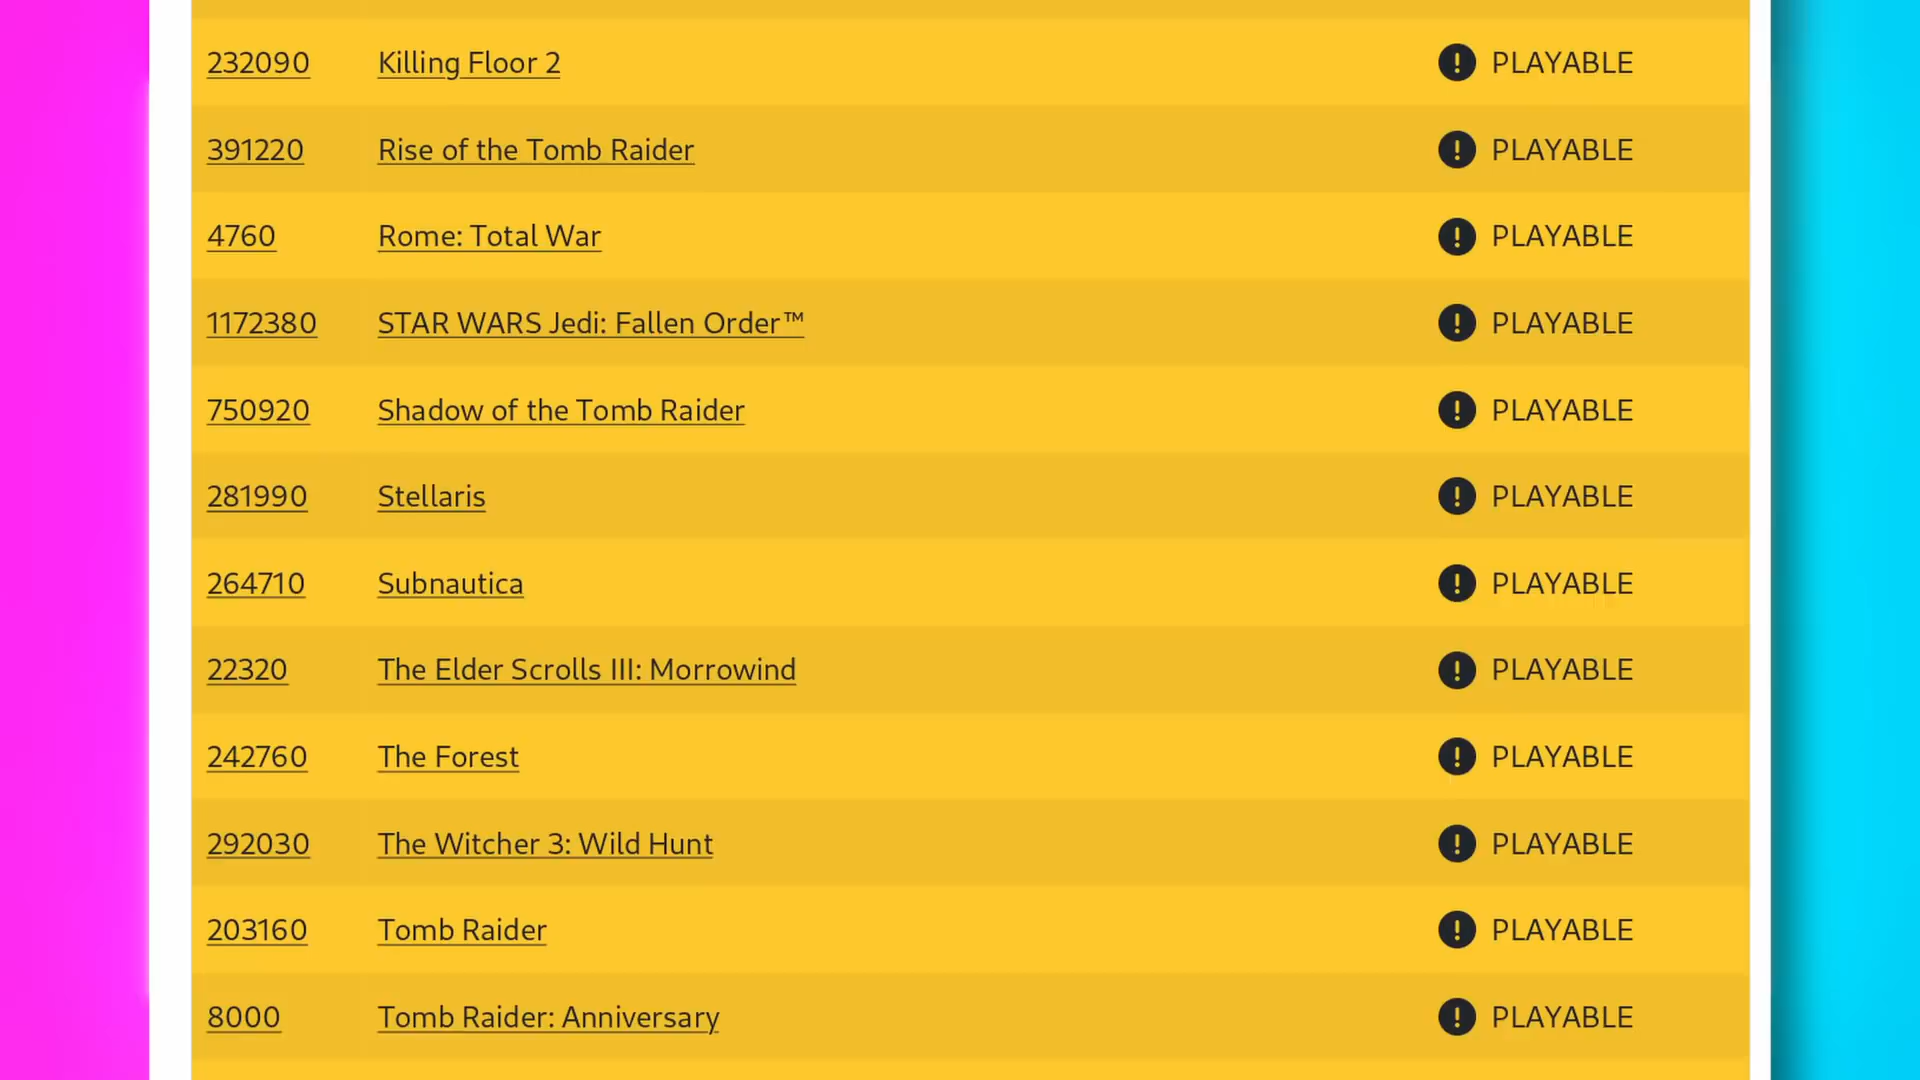 232090 Killing Floor 2 ! PLAYABLE
391220 Rise of the Tomb Raider ! PLAYABLE
4760 Rome: Total War ! PLAYABLE
1172380 STAR WARS Jedi: Fallen Order™ ! PLAYABLE
750920 Shadow of the Tomb Raider ! PLAYABLE
281990 Stellaris ! PLAYABLE
264710 Subnautica ! PLAYABLE
22320 The Elder Scrolls III: Morrowind ! PLAYABLE
242760 The Forest ! PLAYABLE
292030 The Witcher 3: Wild Hunt ! PLAYABLE
203160 Tomb Raider ! PLAYABLE
8000 Tomb Raider: Anniversary ! PLAYABLE